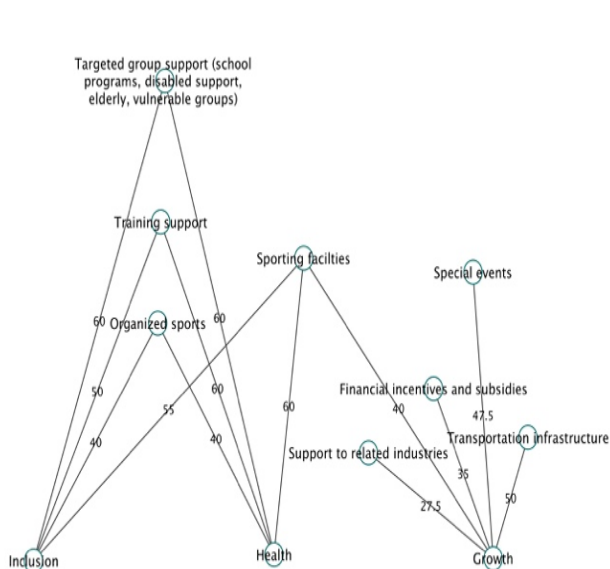 Targeted group support (school
programs, disabled support,
elderly, vulnerable groups)
Training support
Sporting facilties
Special events
60
Organized sports
60
Financial incentives and subsidies
50
60
60
40
47.5
55
40
40
Transportation infrastructure
Support to related industries
35
50
27.5
Inclusion
Health
Growth